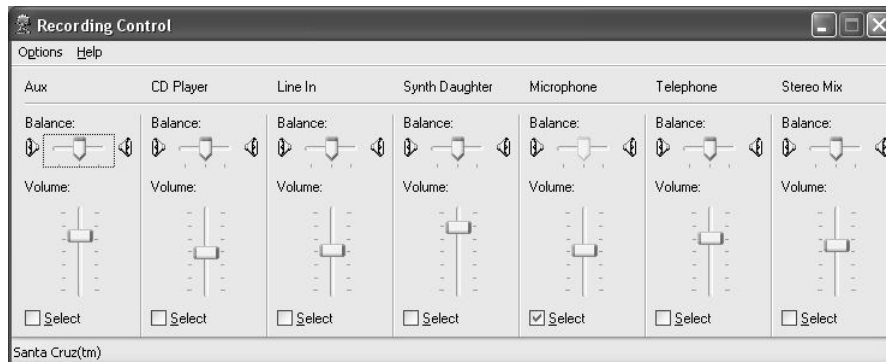 Recording Control
Options Help
Aux CD Player Line In Synth Daughter Microphone Telephone Stereo Mix
Balance: Balance: Balance: Balance: Balance: Balance: Balance:
Volume: Volume: Volume: Volume: Volume: Volume: Volume:
Select Select Select Select Select Select Select
Santa Cruz(tm)